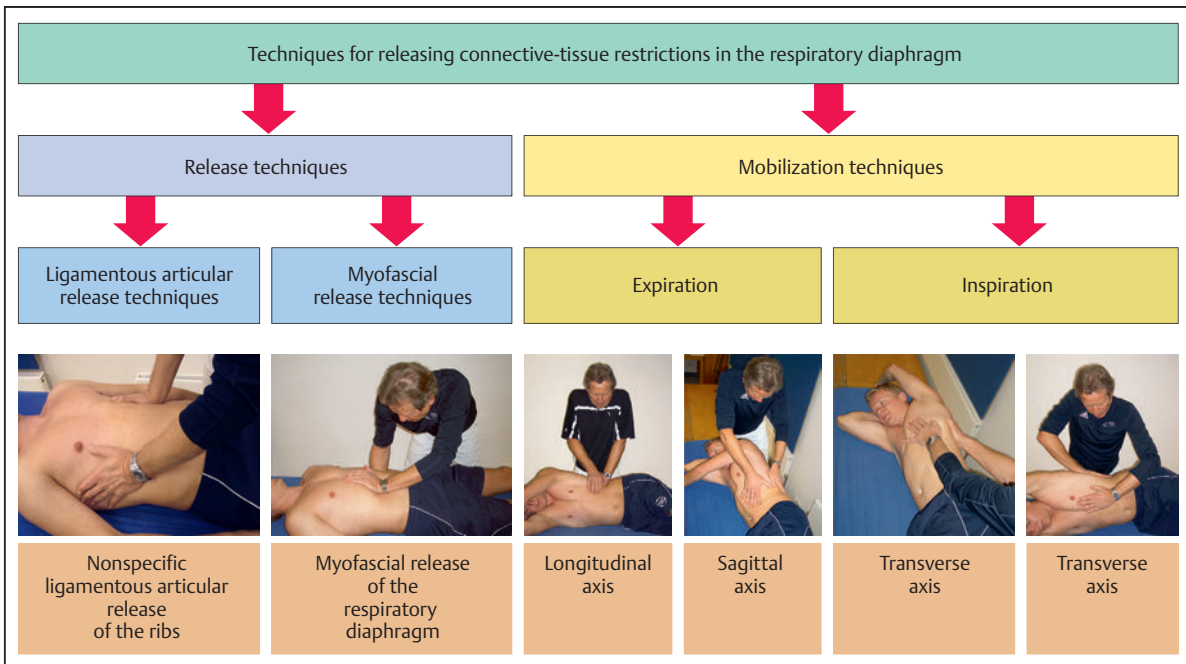 Techniques for releasing connective-tissue restrictions in the respiratory diaphragm
Release techniques
Mobilization techniques
Ligamentous articular
release techniques
Myofascial
release techniques
Expiration
Inspiration
Nonspecific
ligamentous articular
release
of the ribs
Myofascial release
of the
respiratory
diaphragm
Longitudinal
axis
Sagittal
axis
Transverse
axis
Transverse
axis